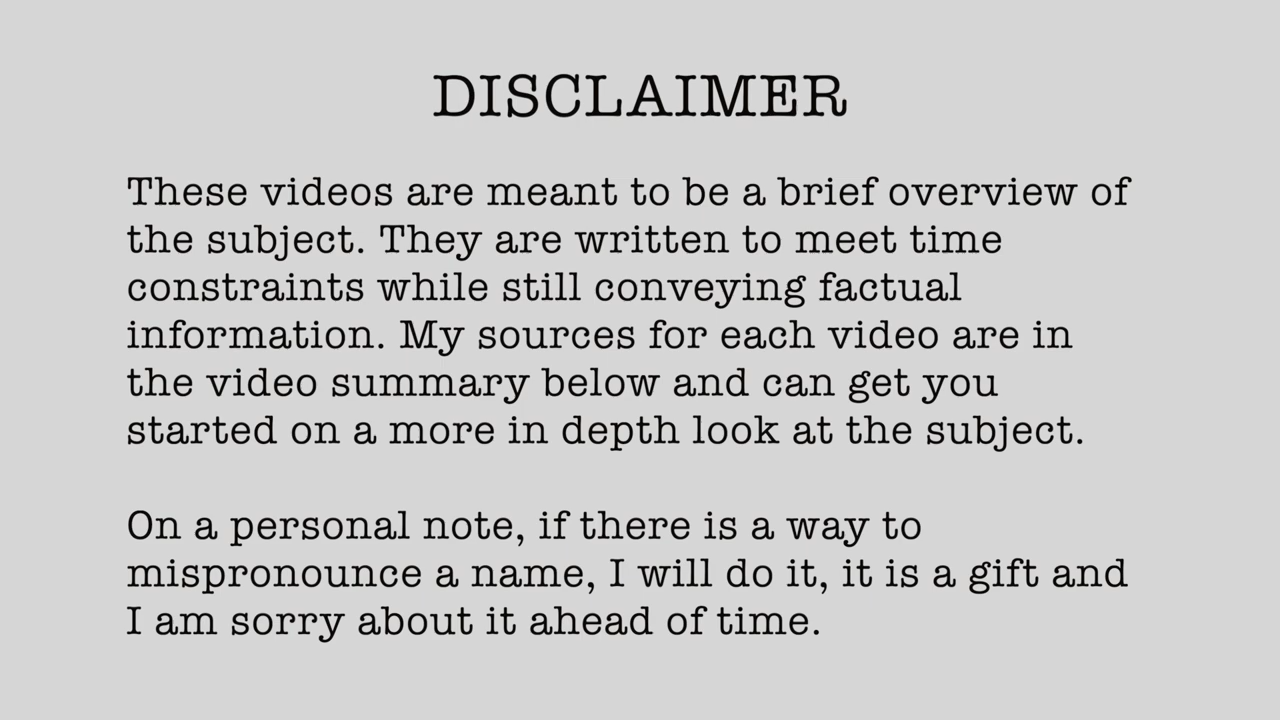 DISCLAIMER
These videos are meant to be a brief overview of
the subject. They are written to meet time
constraints while still conveying factual
information. My sources for each video are in
the video summary below and can get you
started on a more in depth look at the subject.
On a personal note, if there is a way to
mispronounce a name, I will do it, it is a gift and
I am sorry about it ahead of time.